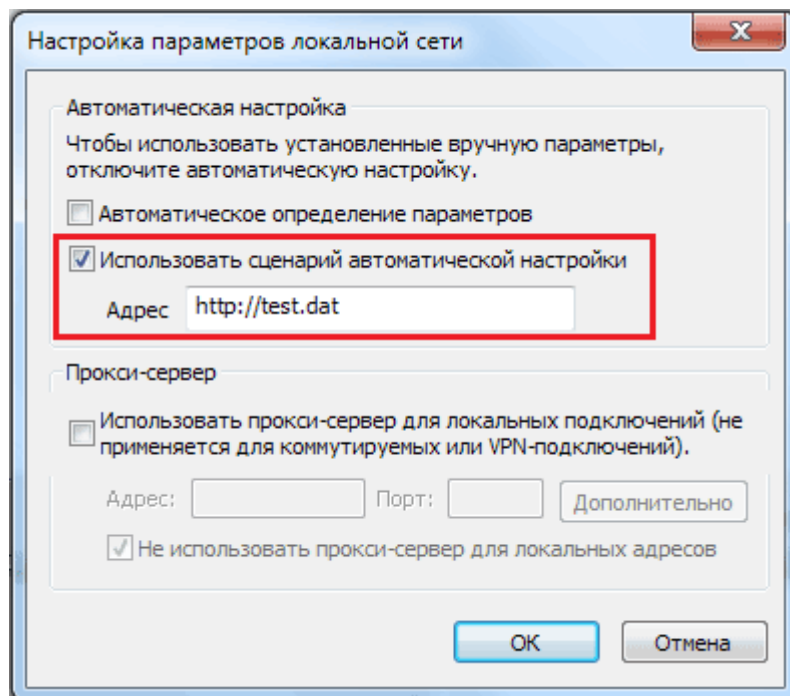 Настройка параметров локальной сети
Автоматическая настройка
Чтобы использовать установленные вручную параметры,
отключите автоматическую настройку.
Автоматическое определение параметров
Использовать сценарий автоматической настройки
Адрес http://test.dat
Прокси-сервер
Использовать прокси-сервер для локальных подключений (не
применяется для коммутируемых или VPN-подключений).
Адрес: Порт: Дополнительно
Не использовать прокси-сервер для локальных адресов
ОК Отмена